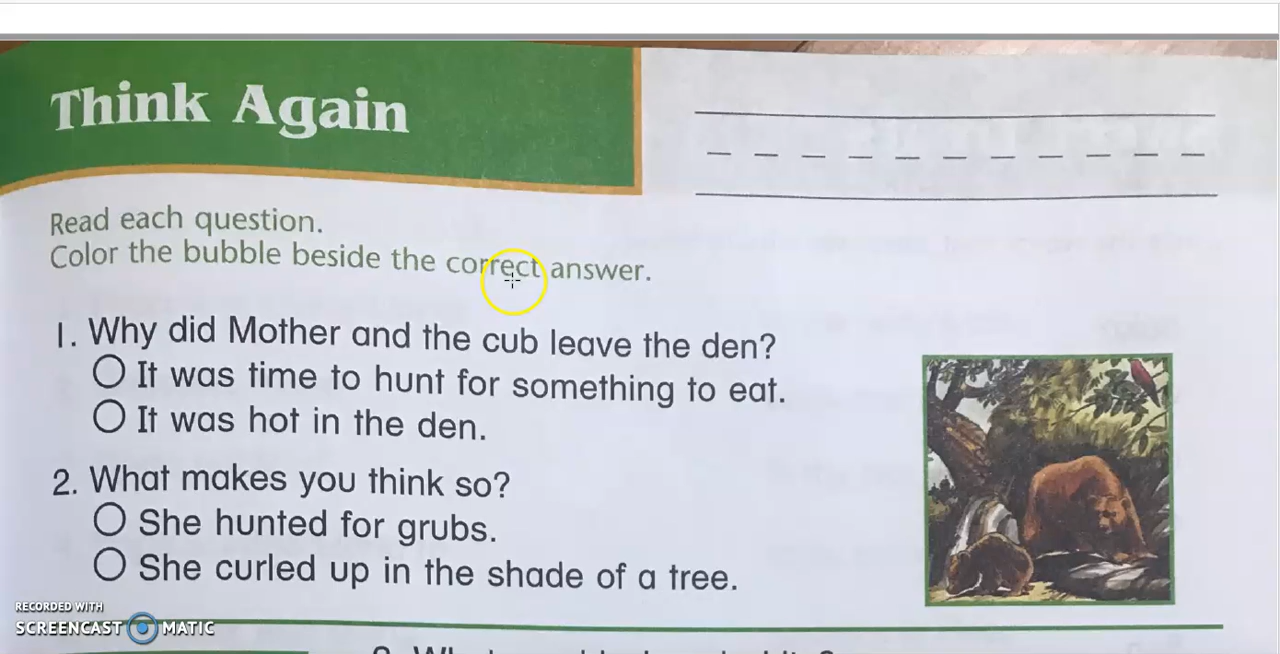 Think Again
Read each question.
Color the bubble beside the correct answer.
1. Why did Mother and the cub leave the den?
It was time to hunt for something to eat.
It was hot in the den.
2. What makes you think so?
She hunted for grubs.
She curled up in the shade of a tree.
RECORDED WITH
SCREENCAST MATIC